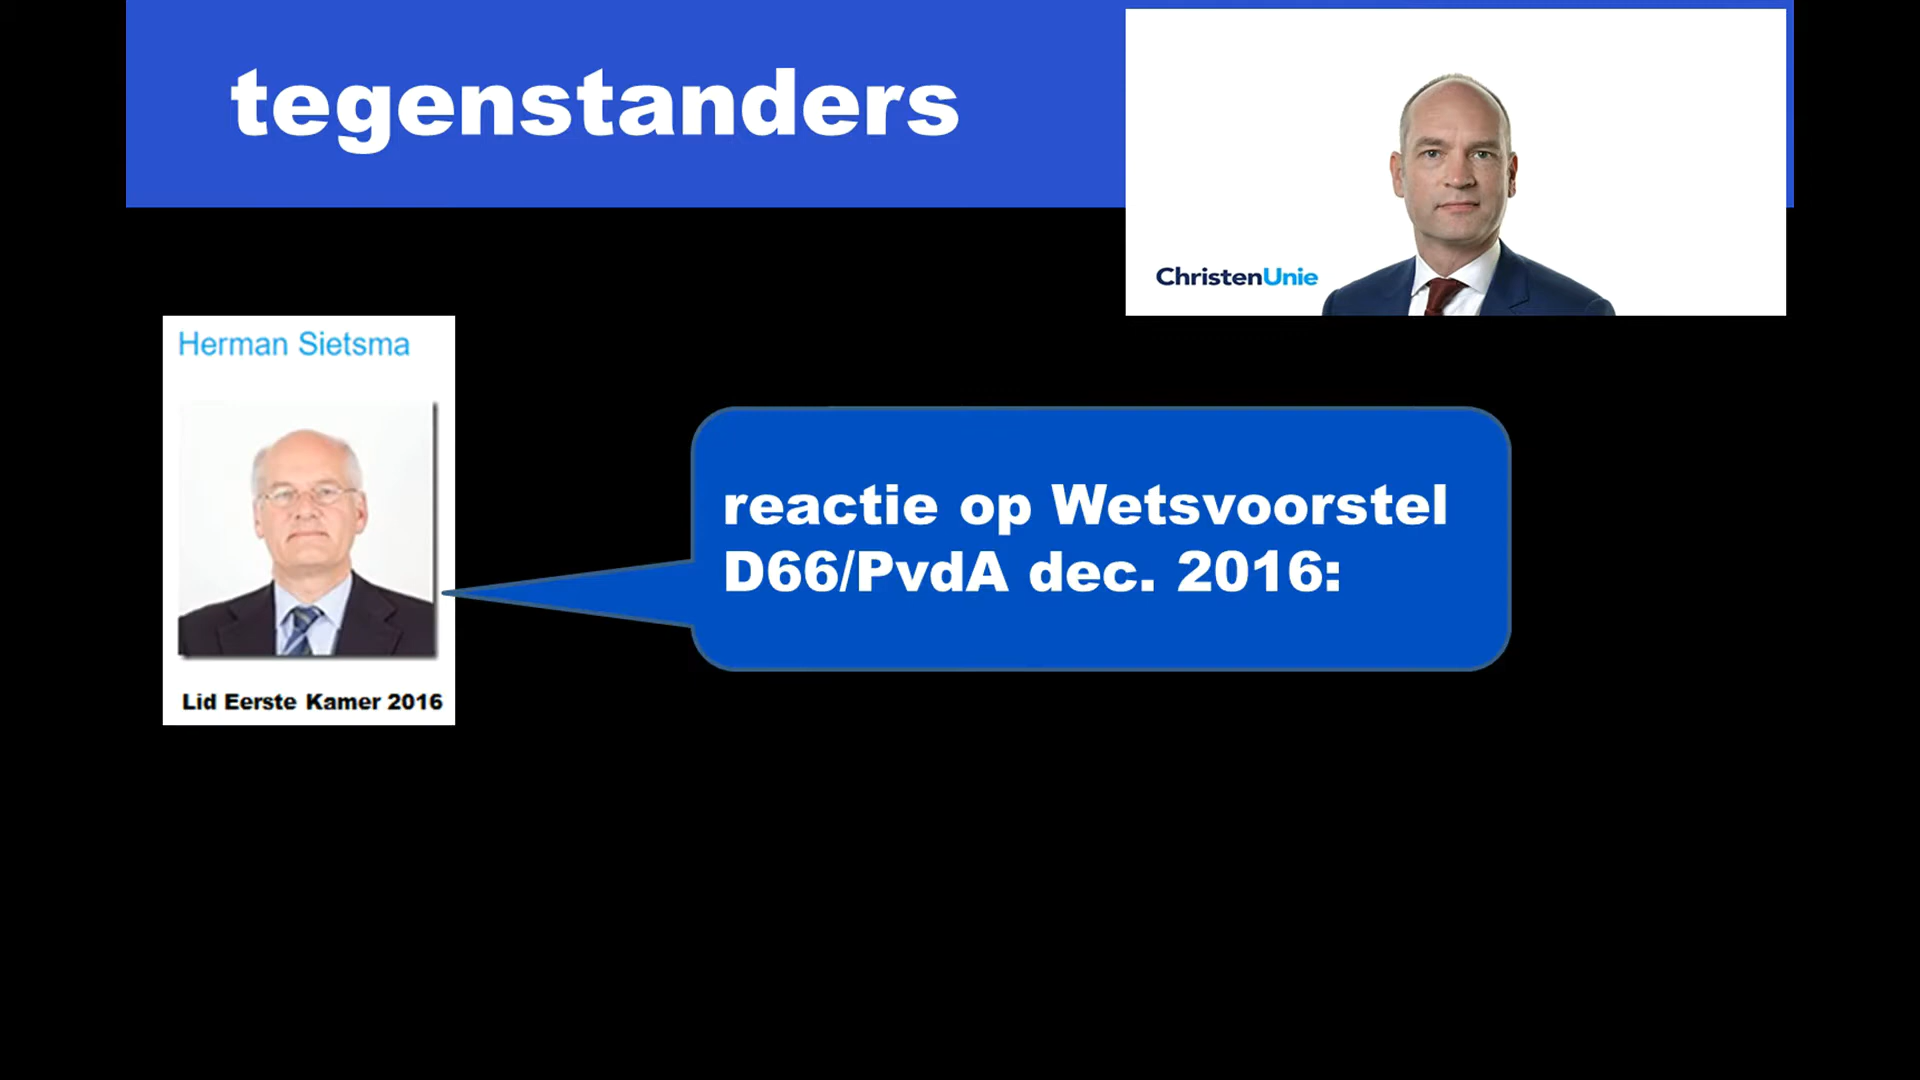 tegenstanders
ChristenUnie
Herman Sietsma
reactie op Wetsvoorstel
D66/PvdA dec. 2016:
Lid Eerste Kamer 2016